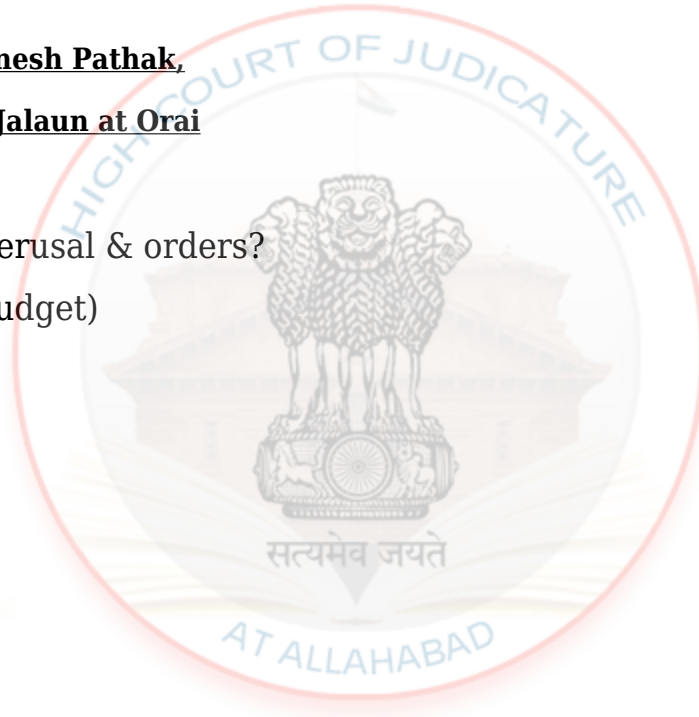 nesh Pathak,
Jalaun at Orai
erusal & orders?
udget)
HIGH COURT OF JUDICATURE
सत्यमेव जयते
AT ALLAHABAD